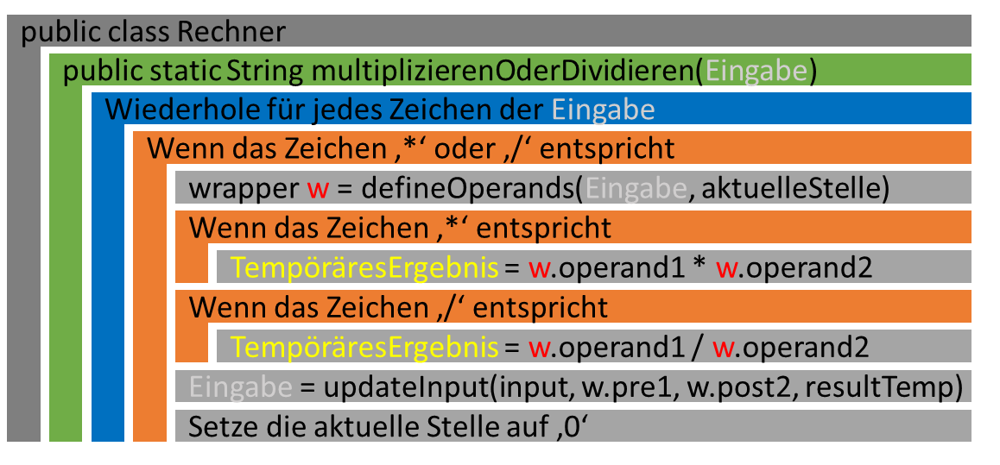 public class Rechner
public static String multiplizierenOderDividieren(Eingabe)
Wiederhole für jedes Zeichen der Eingabe
Wenn das Zeichen ‚*‘ oder ‚/‘ entspricht
wrapper w = defineOperands(Eingabe, aktuelleStelle)
Wenn das Zeichen ‚*‘ entspricht
TempöräresErgebnis = w.operand1 * w.operand2
Wenn das Zeichen ‚/‘ entspricht
TempöräresErgebnis = w.operand1 / w.operand2
Eingabe = updateInput(input, w.pre1, w.post2, resultTemp)
Setze die aktuelle Stelle auf ‚0‘